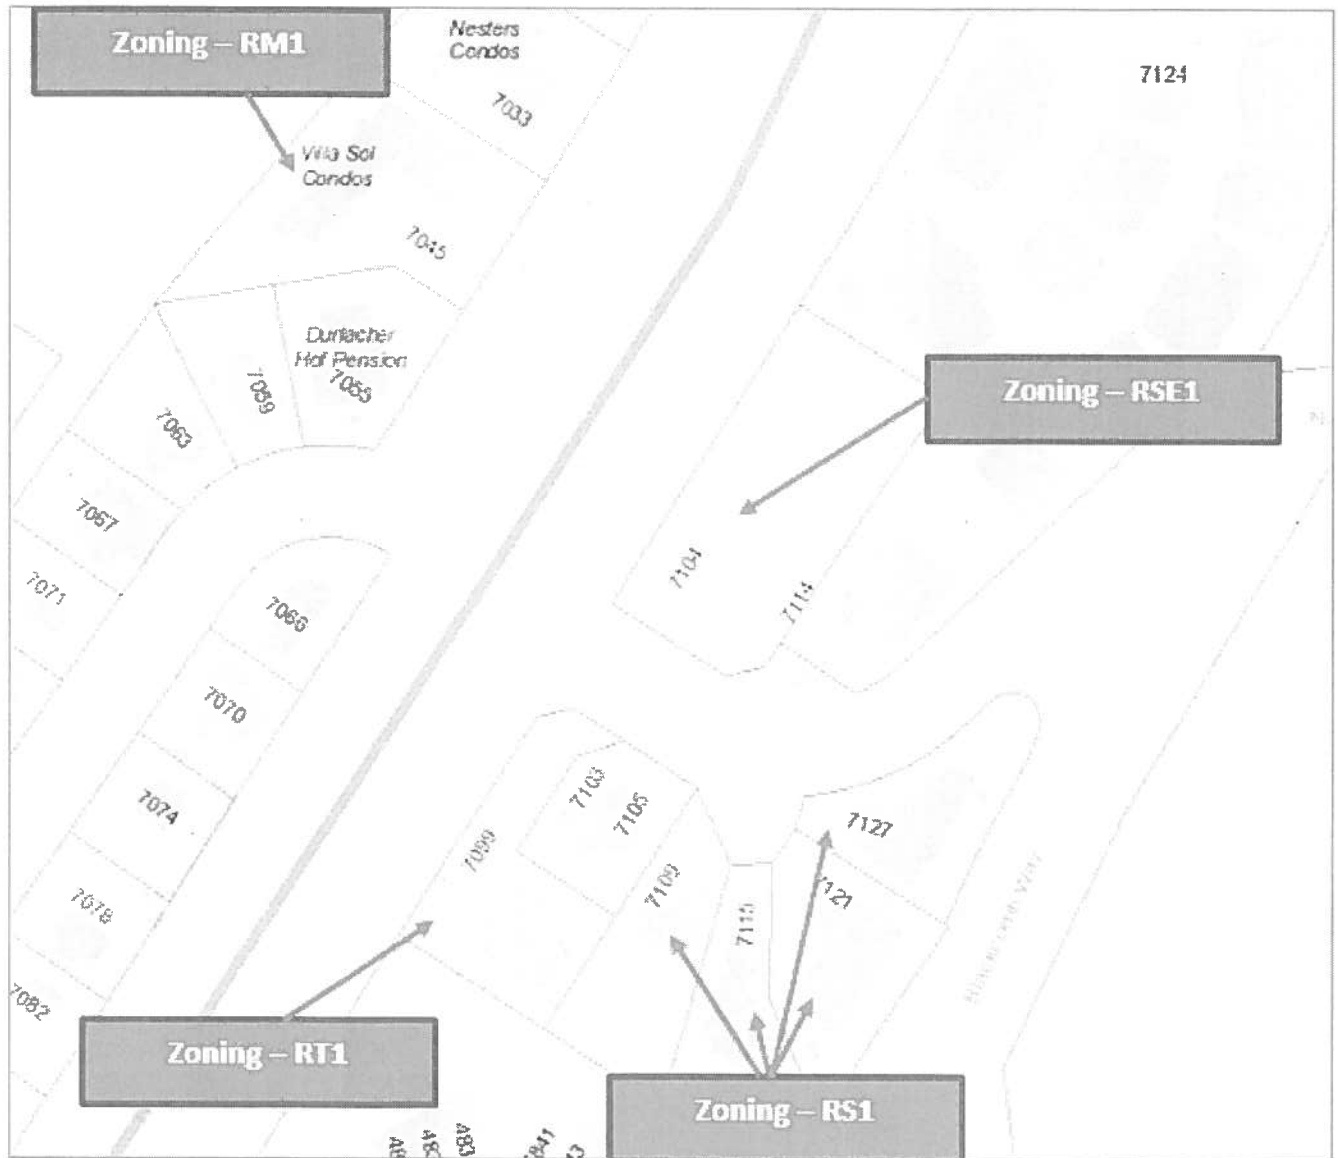 Zoning – RM1
Nesters
Condos
7124
7033
Villa Sol
Condos
7045
Durlacher
Hof Pension
7055
7059
7063
Zoning – RSE1
7067
7071
7104
7114
7066
7070
7103
7105
7074
7127
7099
7109
7121
7078
7115
7082
Zoning – RT1
Zoning – RS1